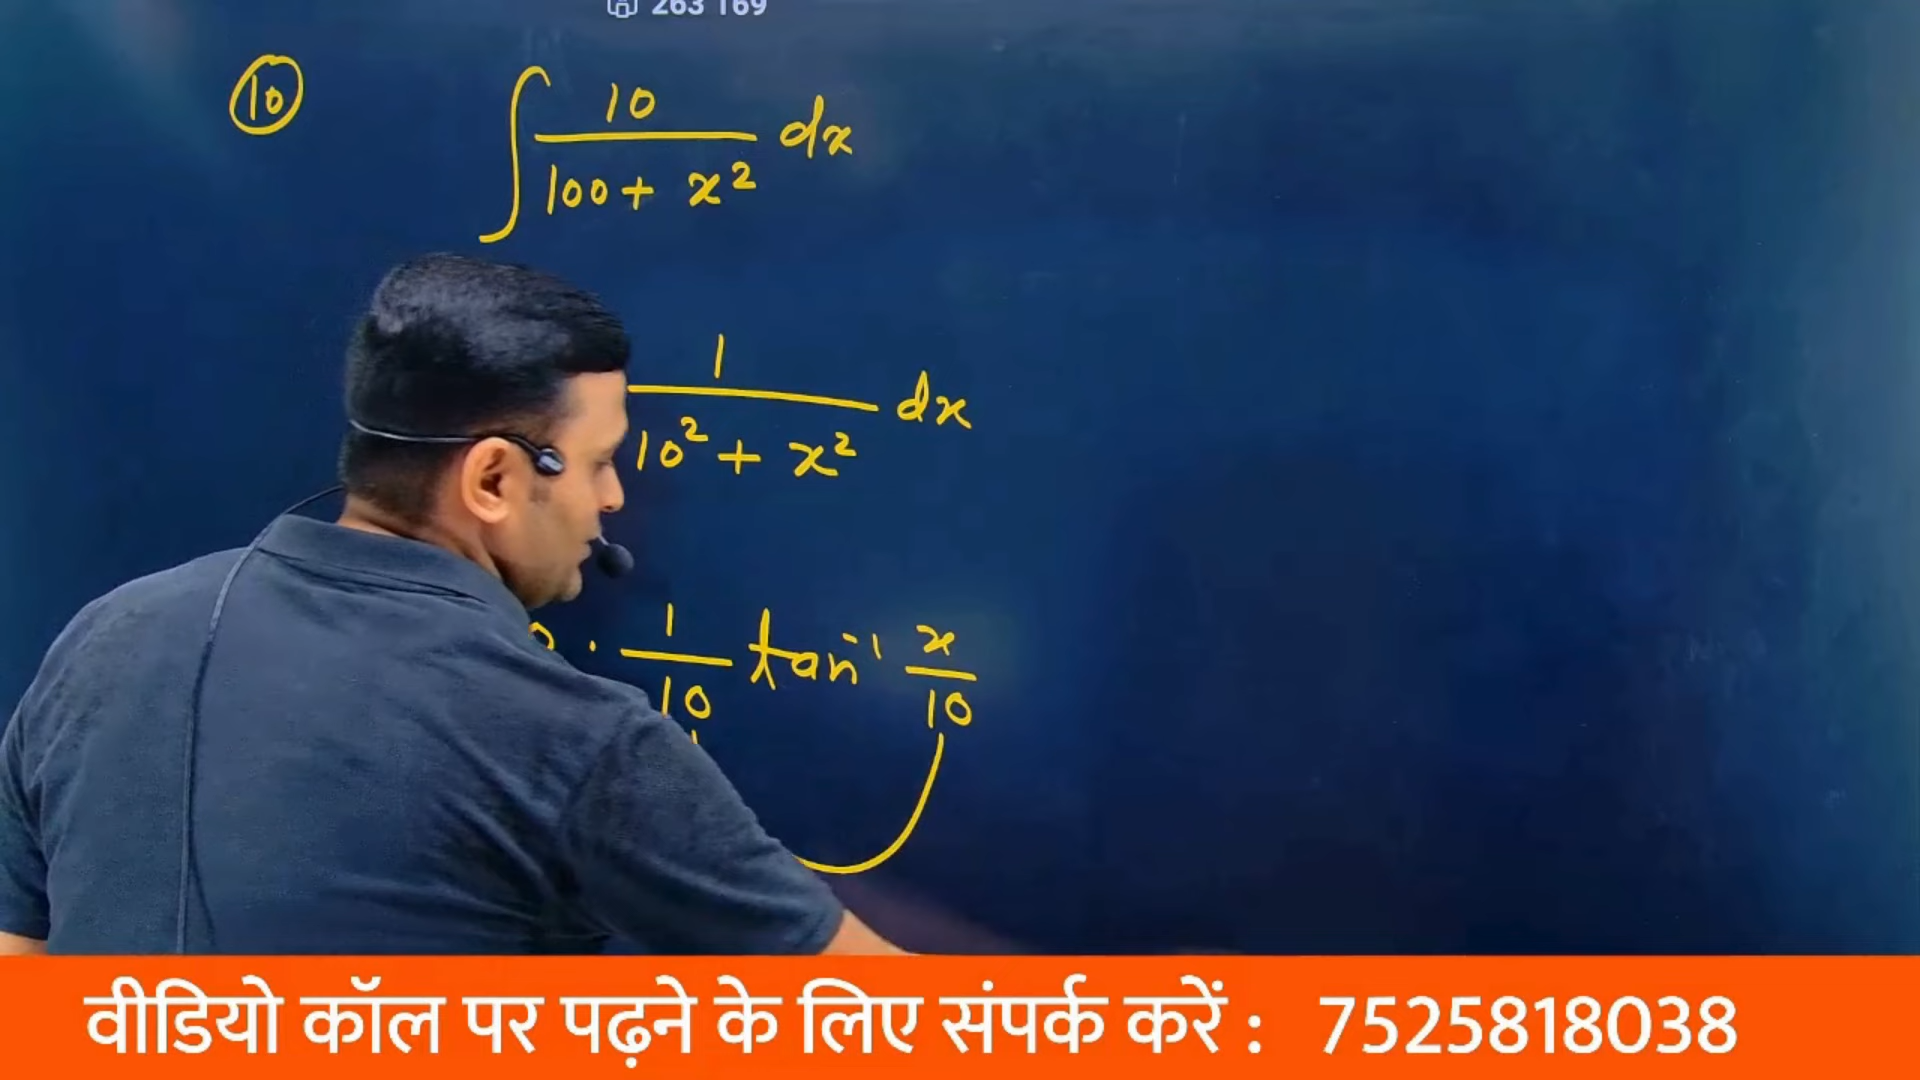 263 169
10
∫ 10 / (100 + x²) dx
1 / (10² + x²) dx
· 1/10 tan⁻¹ x/10
वीडियो कॉल पर पढ़ने के लिए संपर्क करें : 7525818038